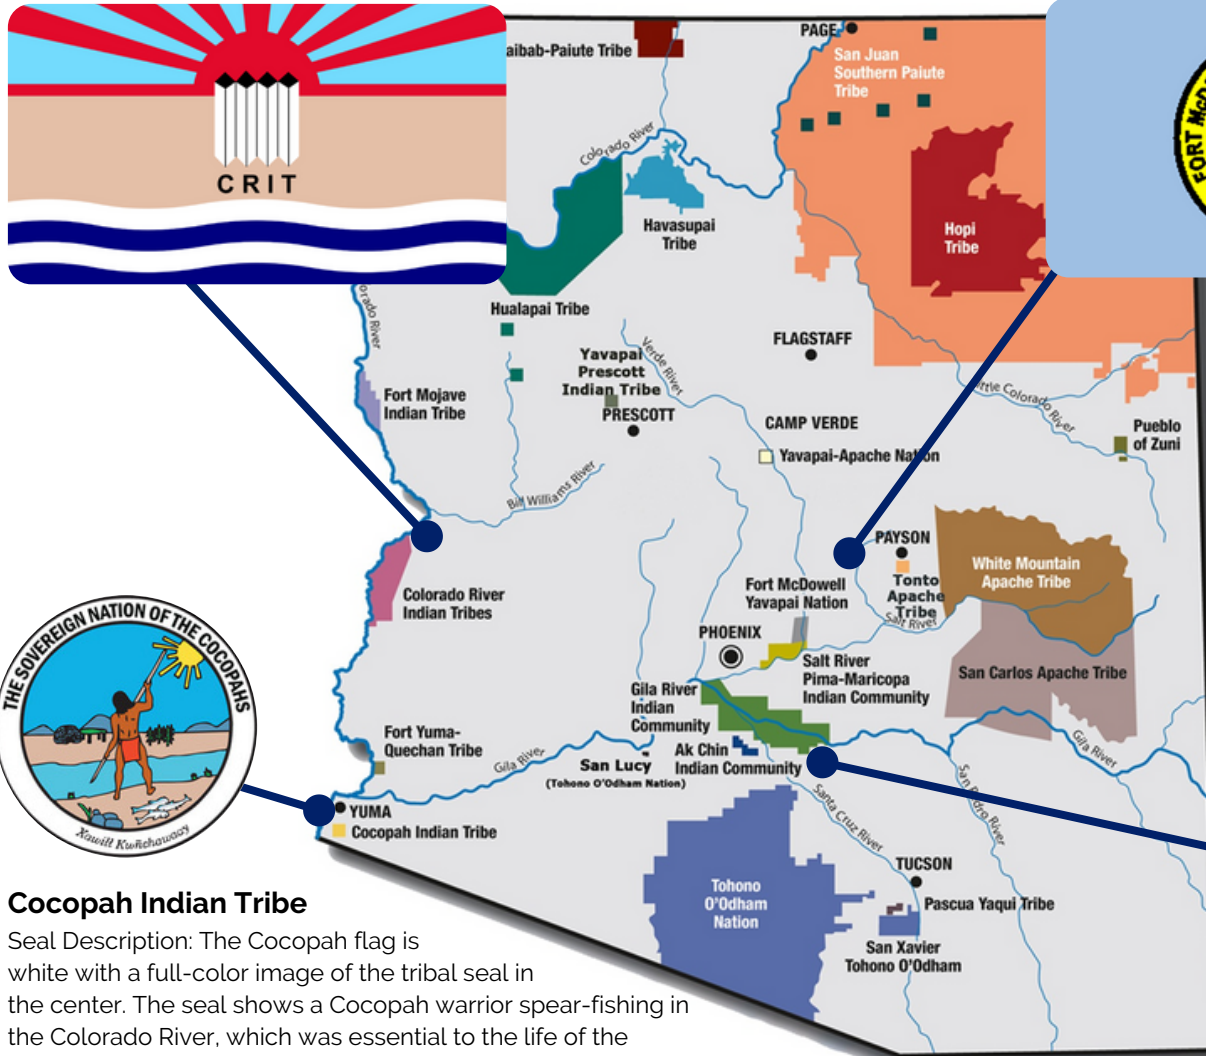 CRIT
aibab-Paiute Tribe
PAGE
San Juan
Southern Paiute
Tribe
FORT McD
Colorado River
Havasupai
Tribe
Hopi
Tribe
orado River
Hualapai Tribe
Yavapai
Prescott
Indian Tribe
PRESCOTT
Verde River
FLAGSTAFF
Fort Mojave
Indian Tribe
CAMP VERDE
Yavapai-Apache Nation
ttle Colorado River
Pueblo
of Zuni
Bill Williams River
PAYSON
Tonto
Apache
Tribe
White Mountain
Apache Tribe
Fort McDowell
Yavapai Nation
Salt River
Colorado River
Indian Tribes
PHOENIX
Salt River
Pima-Maricopa
Indian Community
San Carlos Apache Tribe
Gila River
Indian
Community
THE SOVEREIGN NATION OF THE COCOPAHS
Xawitt Kwñchawaay
Fort Yuma-
Quechan Tribe
Gila River
San Lucy
(Tohono O'Odham Nation)
Ak Chin
Indian Community
Gila River
San Pedro River
Santa Cruz River
YUMA
Cocopah Indian Tribe
TUCSON
Tohono
O'Odham
Nation
Pascua Yaqui Tribe
San Xavier
Tohono O'Odham
Cocopah Indian Tribe
Seal Description: The Cocopah flag is
white with a full-color image of the tribal seal in
the center. The seal shows a Cocopah warrior spear-fishing in
the Colorado River, which was essential to the life of the